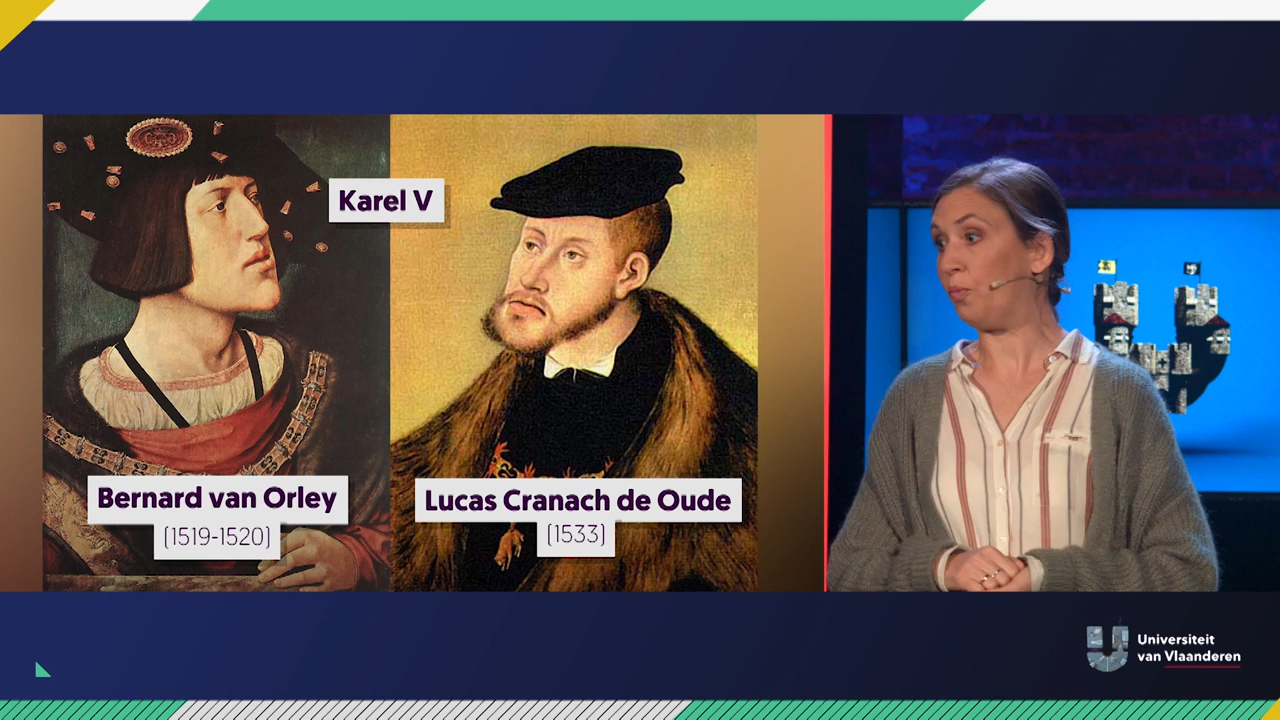 Karel V
Bernard van Orley
(1519-1520)
Lucas Cranach de Oude
(1533)
Universiteit
van Vlaanderen